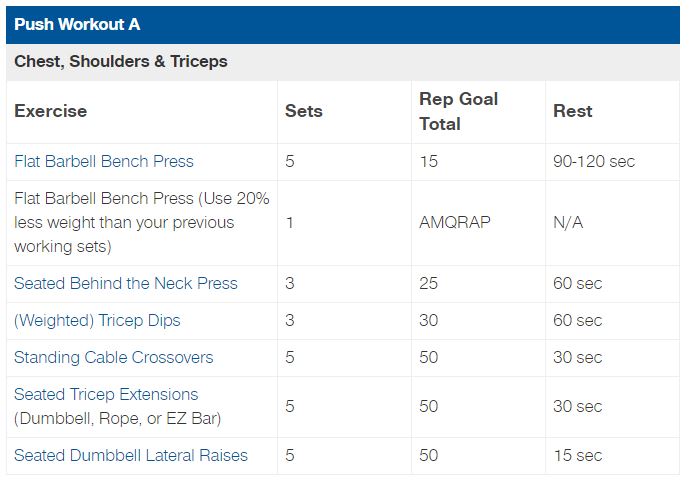 Push Workout A
Chest, Shoulders & Triceps
Exercise Sets Rep Goal Total Rest
Flat Barbell Bench Press 5 15 90-120 sec
Flat Barbell Bench Press (Use 20%
less weight than your previous
working sets) 1 AMQRAP N/A
Seated Behind the Neck Press 3 25 60 sec
(Weighted) Tricep Dips 3 30 60 sec
Standing Cable Crossovers 5 50 30 sec
Seated Tricep Extensions
(Dumbbell, Rope, or EZ Bar) 5 50 30 sec
Seated Dumbbell Lateral Raises 5 50 15 sec